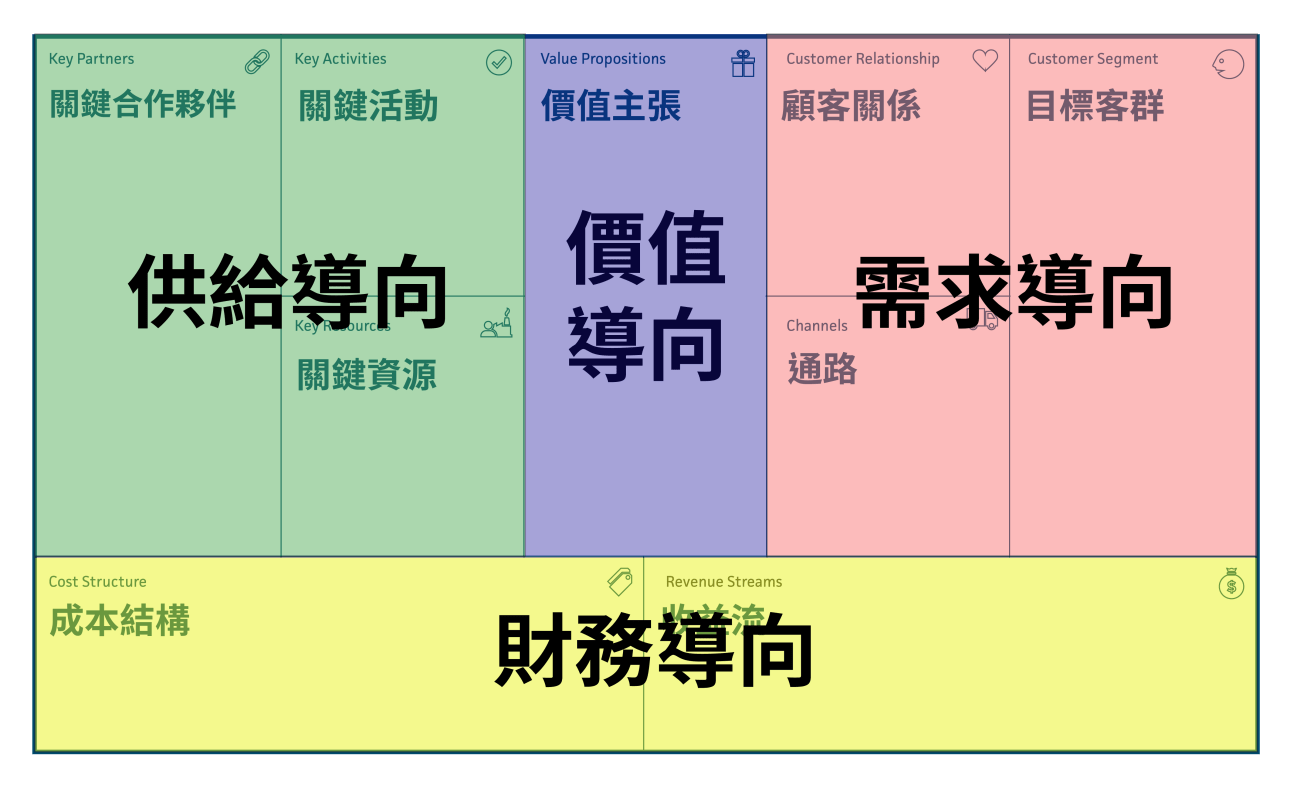 Key Partners
關鍵合作夥伴
Key Activities
關鍵活動
Value Propositions
價值主張
Customer Relationship
顧客關係
Customer Segment
目標客群
供給導向
價值
導向
需求導向
Key Resources
關鍵資源
Channels
通路
Cost Structure
成本結構
Revenue Streams
收益流
財務導向